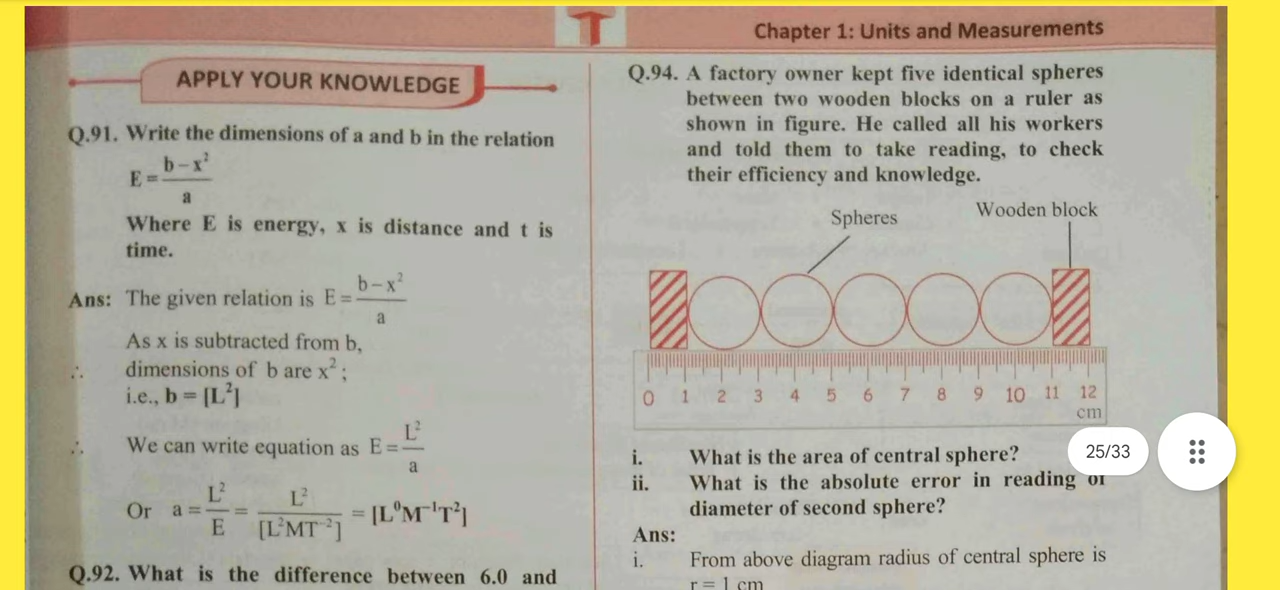 T
Chapter 1: Units and Measurements
APPLY YOUR KNOWLEDGE
Q.91. Write the dimensions of a and b in the relation
E = (b – x²)/a
Where E is energy, x is distance and t is
time.
Ans: The given relation is E = (b – x²)/a
As x is subtracted from b,
∴ dimensions of b are x²;
i.e., b = [L²]
∴ We can write equation as E = L²/a
Or a = L²/E = L²/[L²MT⁻²] = [L⁰M⁻¹T²]
Q.92. What is the difference between 6.0 and
Q.94. A factory owner kept five identical spheres
between two wooden blocks on a ruler as
shown in figure. He called all his workers
and told them to take reading, to check
their efficiency and knowledge.
Spheres
Wooden block
0 1 2 3 4 5 6 7 8 9 10 11 12
cm
i. What is the area of central sphere?
ii. What is the absolute error in reading of
diameter of second sphere?
Ans:
i. From above diagram radius of central sphere is
r = 1 cm
25/33